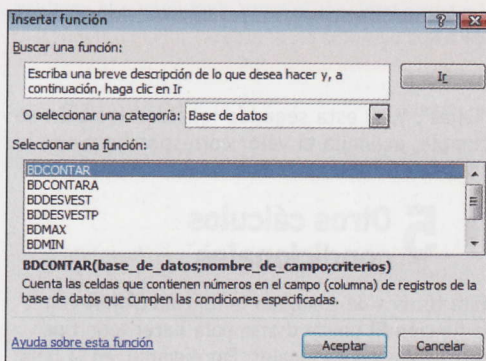 Insertar función
Buscar una función:
Escriba una breve descripción de lo que desea hacer y, a
continuación, haga clic en Ir
Ir
O seleccionar una categoría: Base de datos
Seleccionar una función:
BDCONTAR
BDCONTARA
BDDESVEST
BDDESVESTP
BDMAX
BDMIN
BDCONTAR(base_de_datos;nombre_de_campo;criterios)
Cuenta las celdas que contienen números en el campo (columna) de registros de la
base de datos que cumplen las condiciones especificadas.
Ayuda sobre esta función
Aceptar
Cancelar